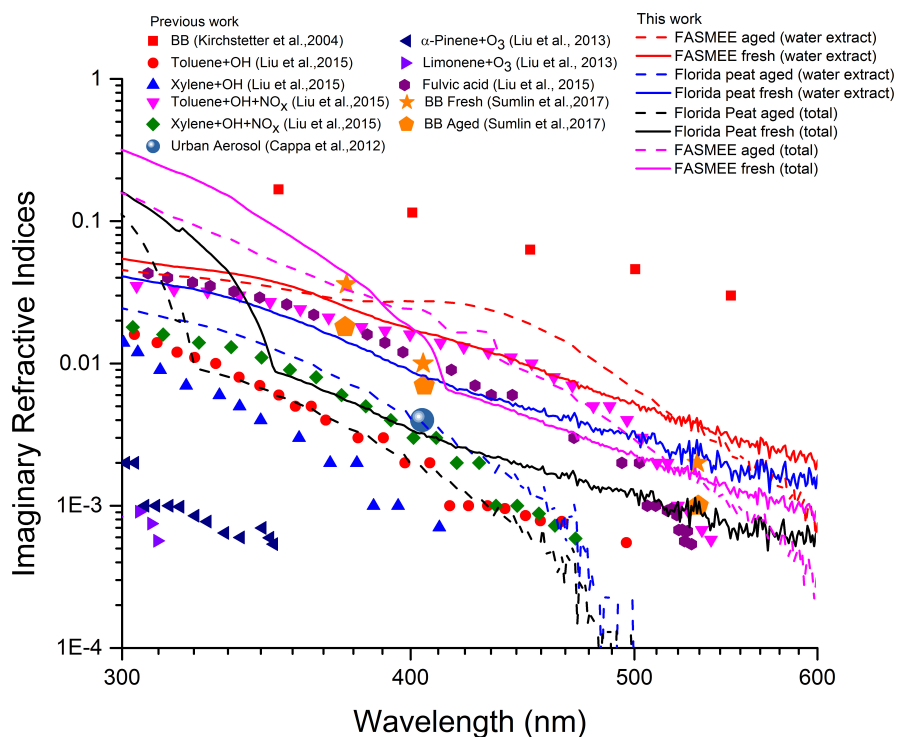 Previous work
BB (Kirchstetter et al.,2004)
Toluene+OH (Liu et al.,2015)
Xylene+OH (Liu et al.,2015)
Toluene+OH+NOx (Liu et al.,2015)
Xylene+OH+NOx (Liu et al.,2015)
Urban Aerosol (Cappa et al.,2012)
α-Pinene+O3 (Liu et al., 2013)
Limonene+O3 (Liu et al., 2013)
Fulvic acid (Liu et al., 2015)
BB Fresh (Sumlin et al.,2017)
BB Aged (Sumlin et al.,2017)
This work
FASMEE aged (water extract)
FASMEE fresh (water extract)
Florida peat aged (water extract)
Florida peat fresh (water extract)
Florida Peat aged (total)
Florida Peat fresh (total)
FASMEE aged (total)
FASMEE fresh (total)
Imaginary Refractive Indices
1
0.1
0.01
1E-3
1E-4
300
400
500
600
Wavelength (nm)